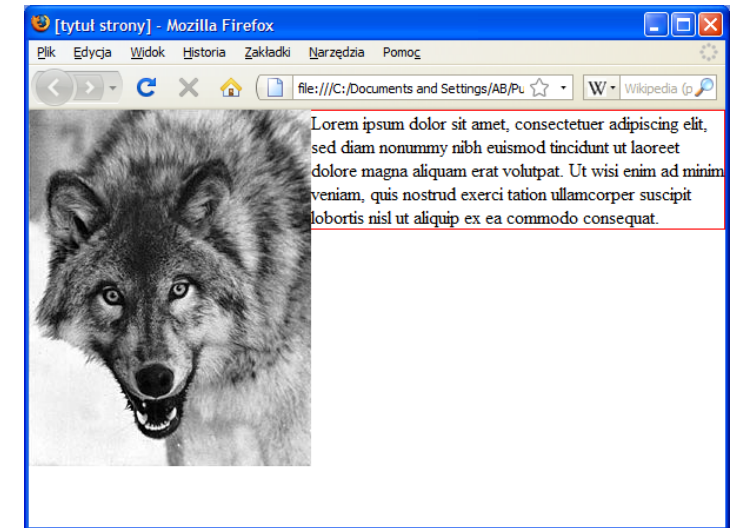 [tytuł strony] - Mozilla Firefox
Plik Edycja Widok Historia Zakładki Narzędzia Pomoc
file:///C:/Documents and Settings/AB/Pu W Wikipedia (p
Lorem ipsum dolor sit amet, consectetuer adipiscing elit,
sed diam nonummy nibh euismod tincidunt ut laoreet
dolore magna aliquam erat volutpat. Ut wisi enim ad minim
veniam, quis nostrud exerci tation ullamcorper suscipit
lobortis nisl ut aliquip ex ea commodo consequat.